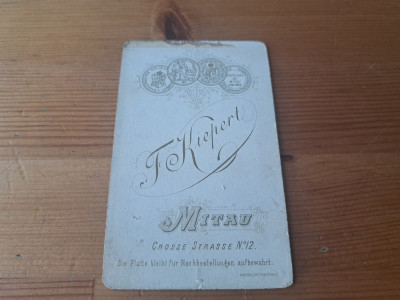 F Kiepert
MITAU
GROSSE STRASSE No 12.
Die Platte bleibt für Nachbestellungen aufbewahrt.